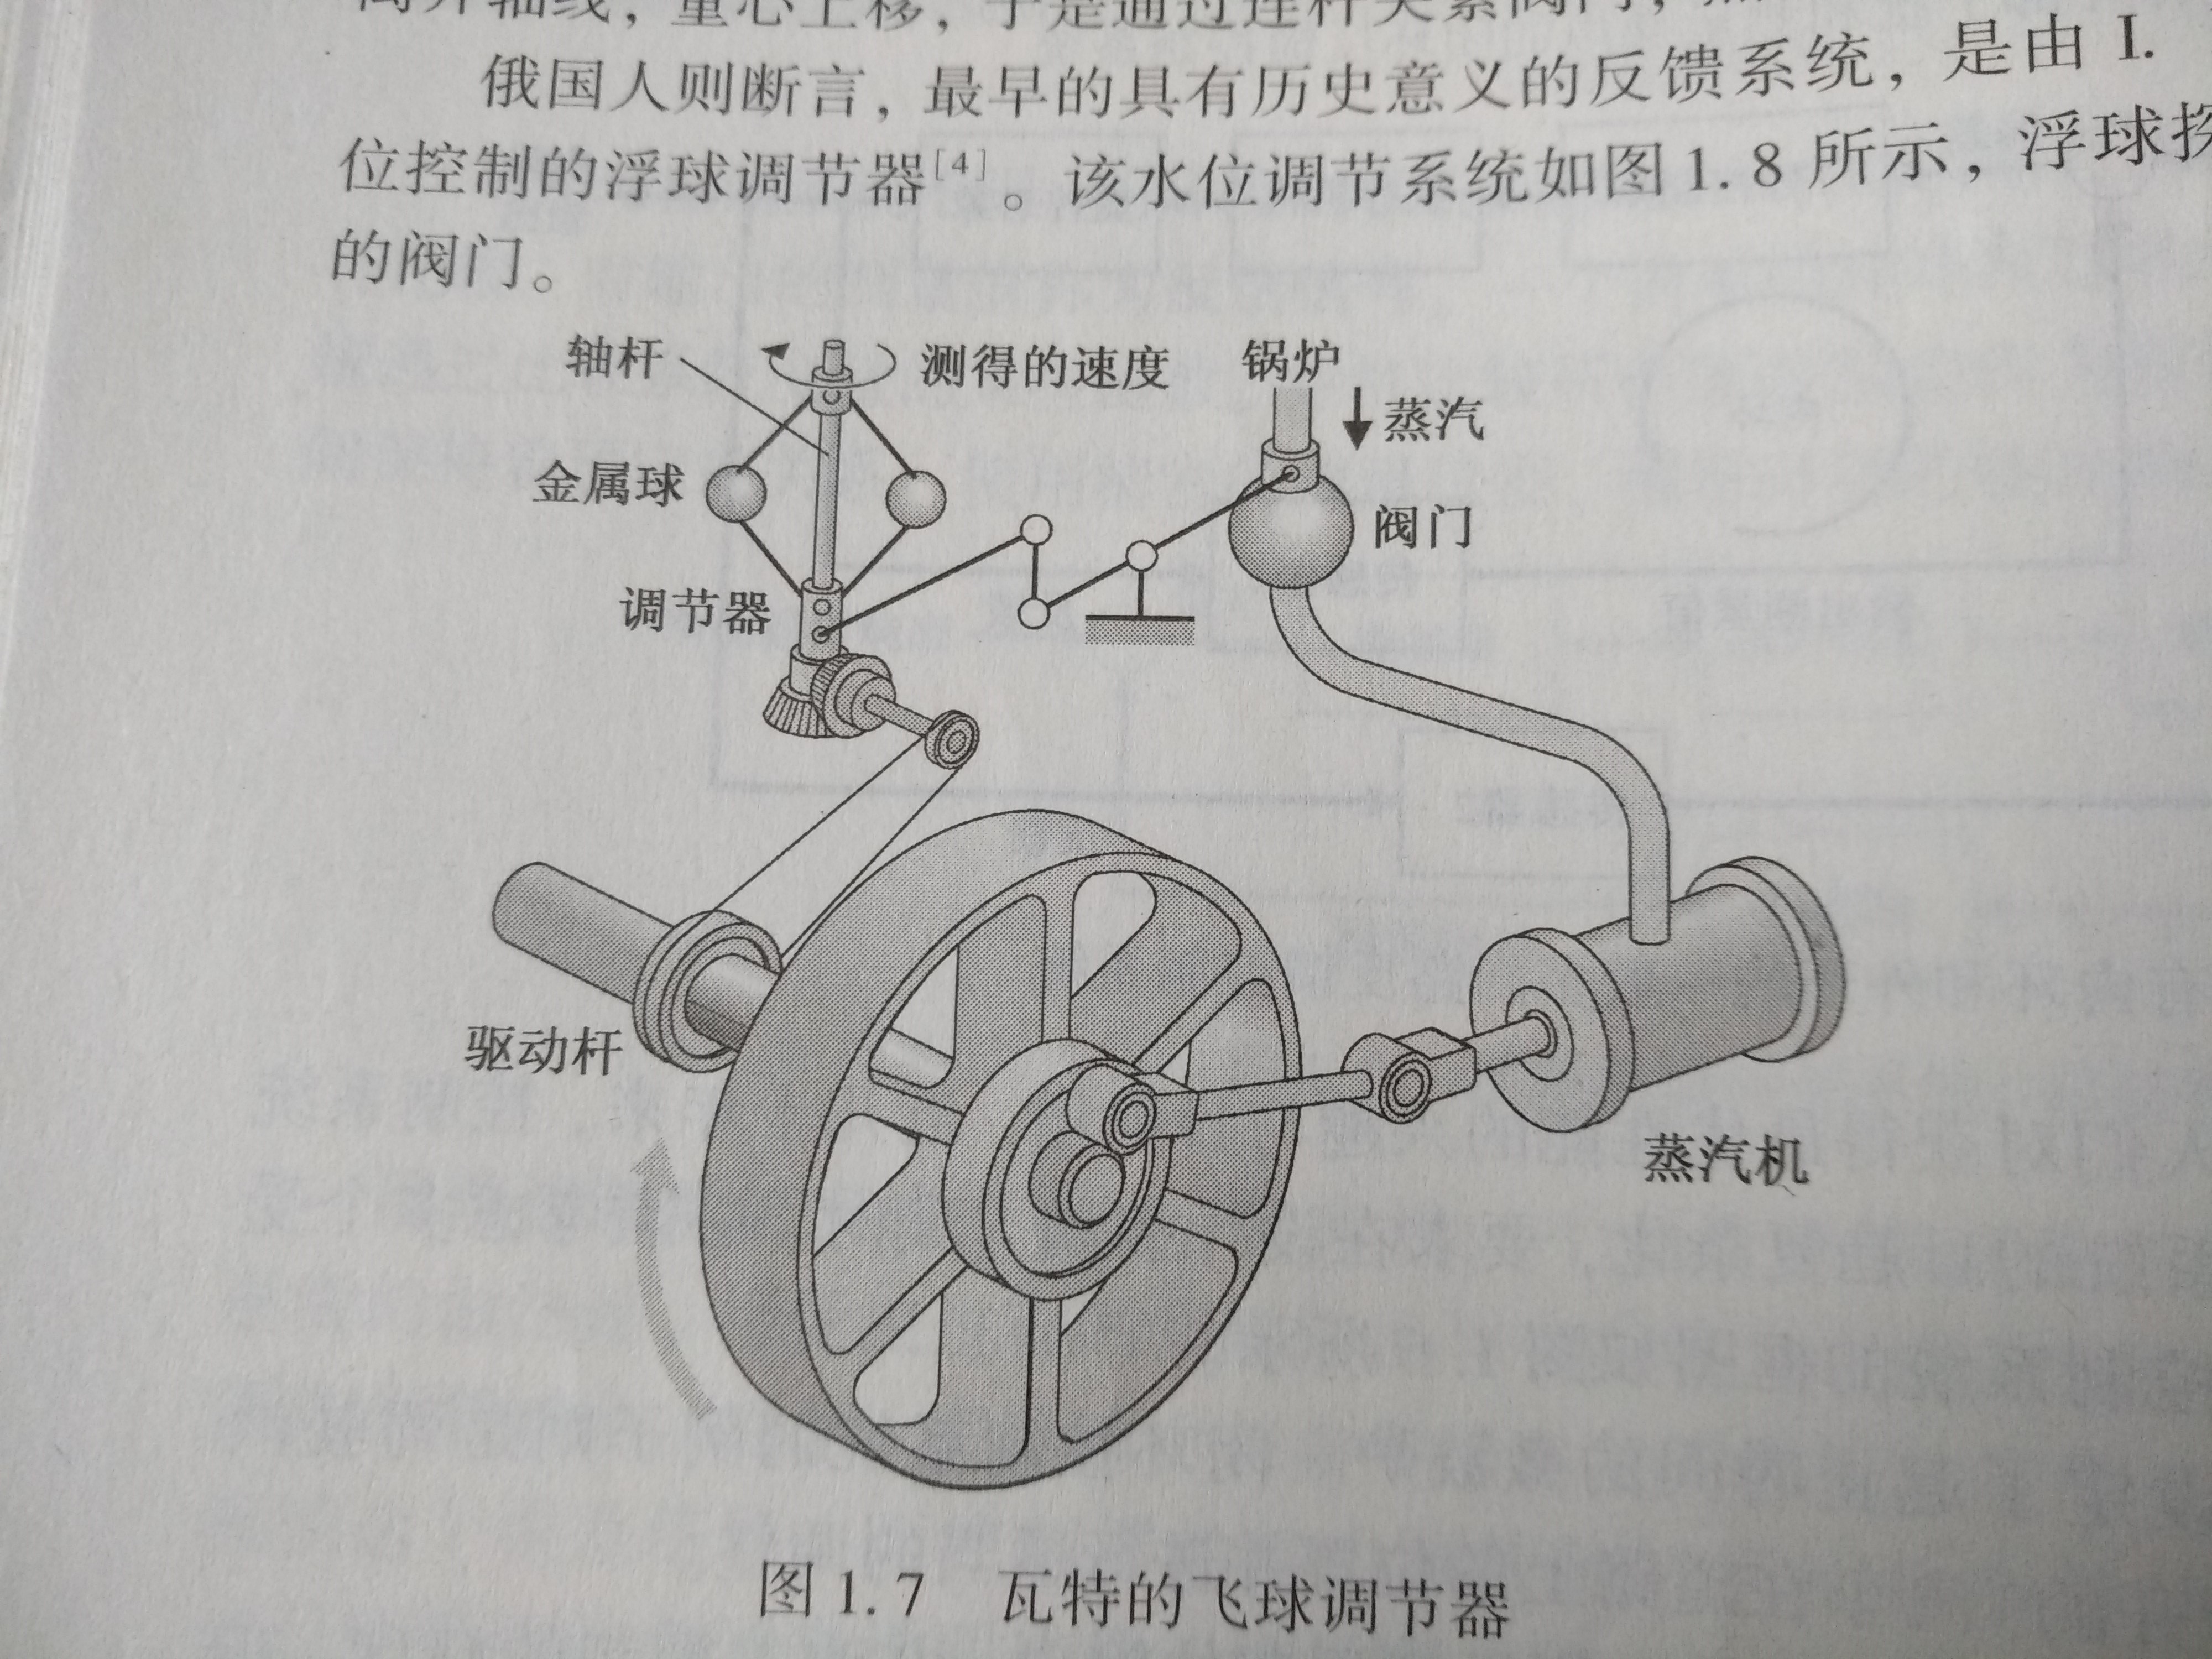 离开轴线，重心上移，于是通过连杆关紧阀门，
俄国人则断言，最早的具有历史意义的反馈系统，是由 I.
位控制的浮球调节器[4]。该水位调节系统如图 1.8 所示，浮球探
的阀门。
轴杆
测得的速度
锅炉
蒸汽
金属球
阀门
调节器
驱动杆
蒸汽机
图 1.7 瓦特的飞球调节器